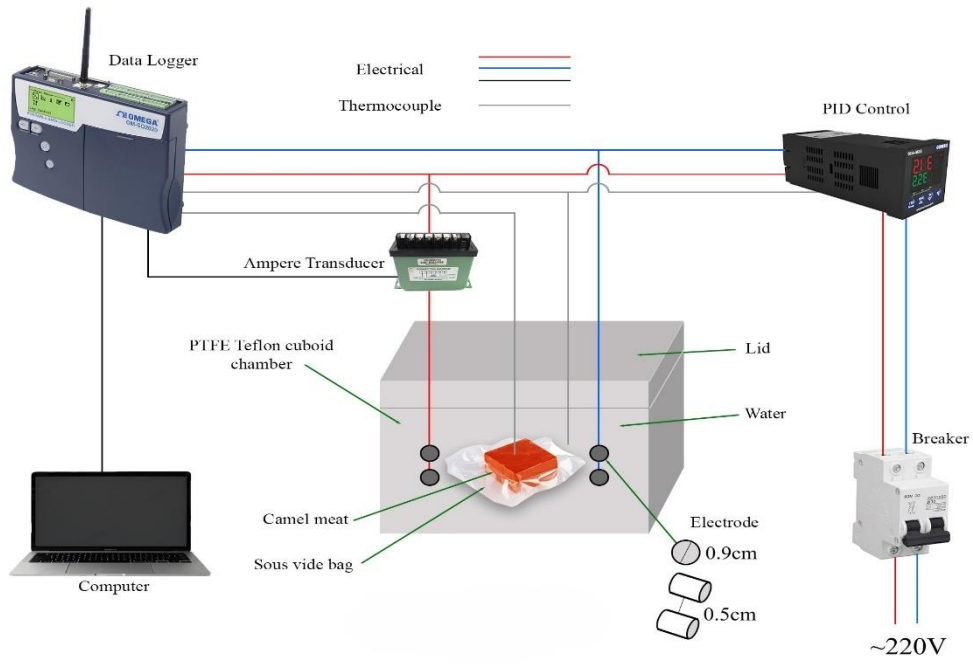 Data Logger
Electrical
Thermocouple
PID Control
OMEGA
Ampere Transducer
PTFE Teflon cuboid
chamber
Lid
Water
Breaker
Camel meat
Sous vide bag
Electrode
0.9cm
0.5cm
Computer
~220V